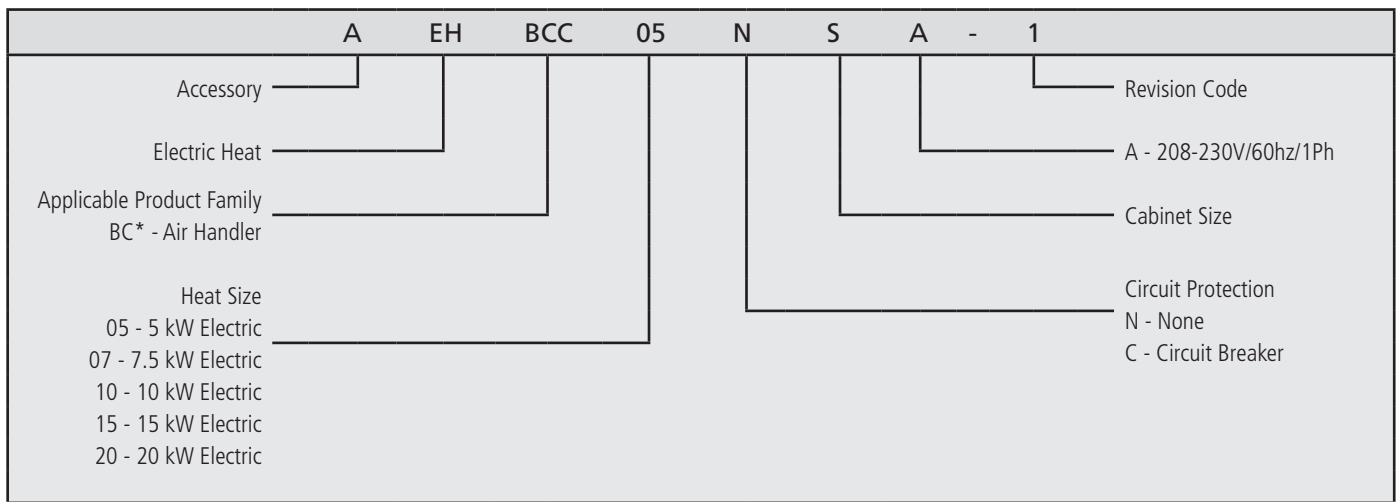 A EH BCC 05 N S A - 1
Accessory
Electric Heat
Applicable Product Family
BC* - Air Handler
Heat Size
05 - 5 kW Electric
07 - 7.5 kW Electric
10 - 10 kW Electric
15 - 15 kW Electric
20 - 20 kW Electric
Revision Code
A - 208-230V/60hz/1Ph
Cabinet Size
Circuit Protection
N - None
C - Circuit Breaker